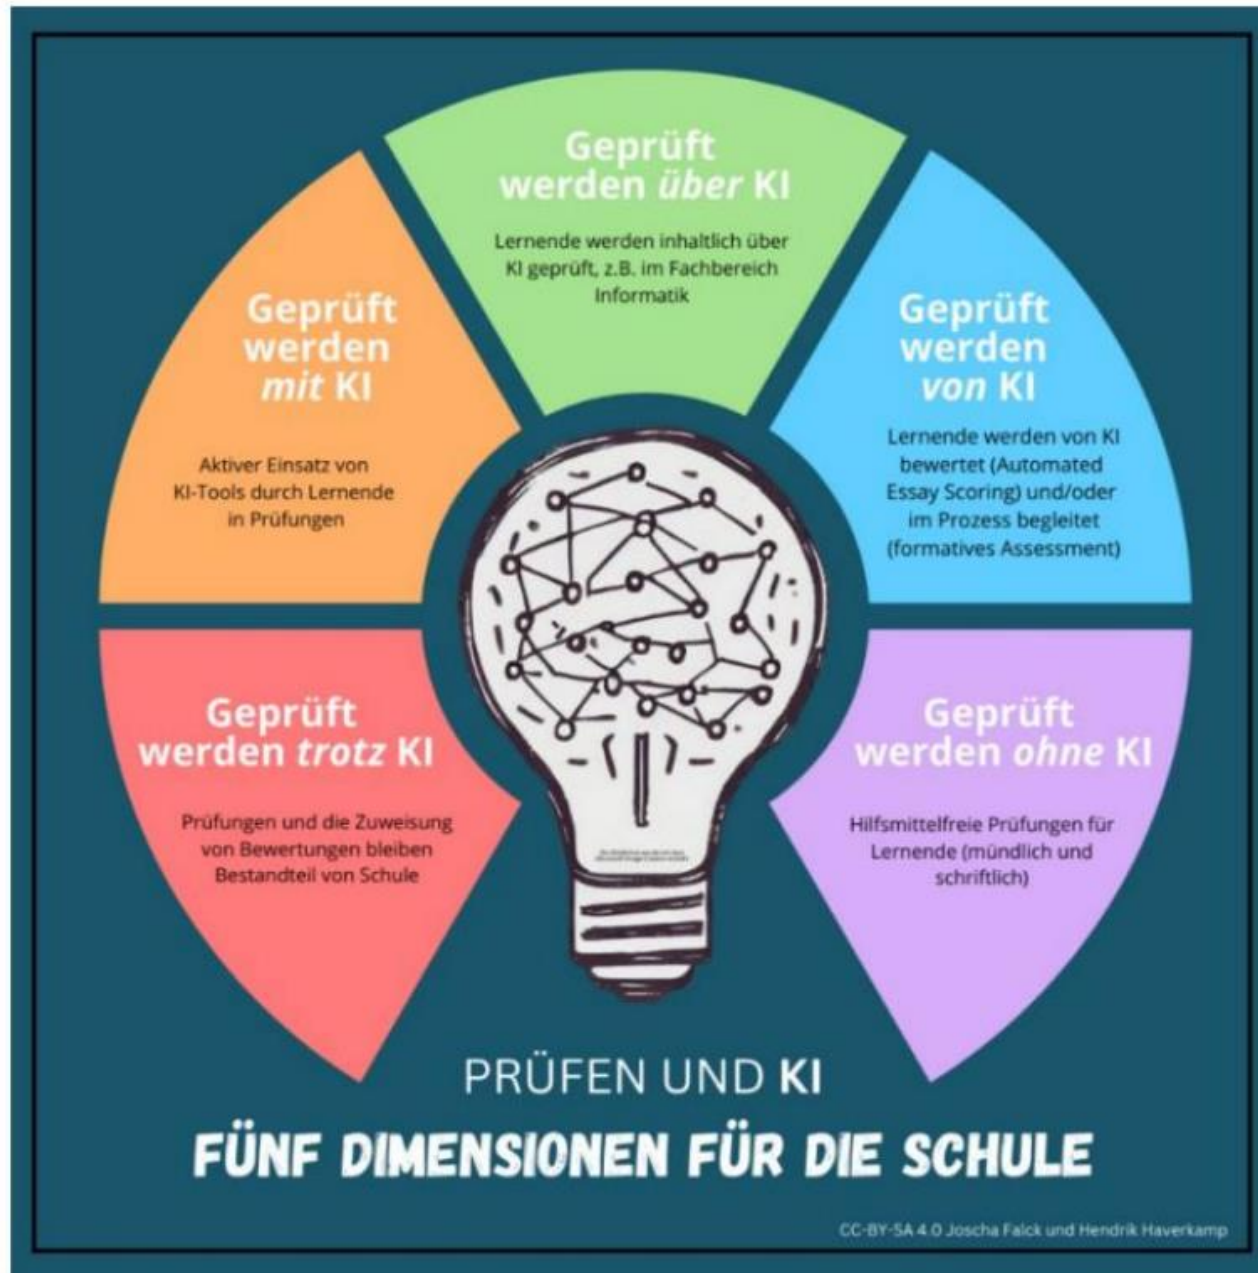 Geprüft
werden über KI
Lernende werden inhaltlich über
KI geprüft, z.B. im Fachbereich
Informatik
Geprüft
werden
mit KI
Aktiver Einsatz von
KI-Tools durch Lernende
in Prüfungen
Geprüft
werden
von KI
Lernende werden von KI
bewertet (Automated
Essay Scoring) und/oder
im Prozess begleitet
(formatives Assessment)
Geprüft
werden trotz KI
Prüfungen und die Zuweisung
von Bewertungen bleiben
Bestandteil von Schule
Geprüft
werden ohne KI
Hilfsmittelfreie Prüfungen für
Lernende (mündlich und
schriftlich)
PRÜFEN UND KI
FÜNF DIMENSIONEN FÜR DIE SCHULE
CC-BY-SA 4.0 Joscha Falck und Hendrik Haverkamp